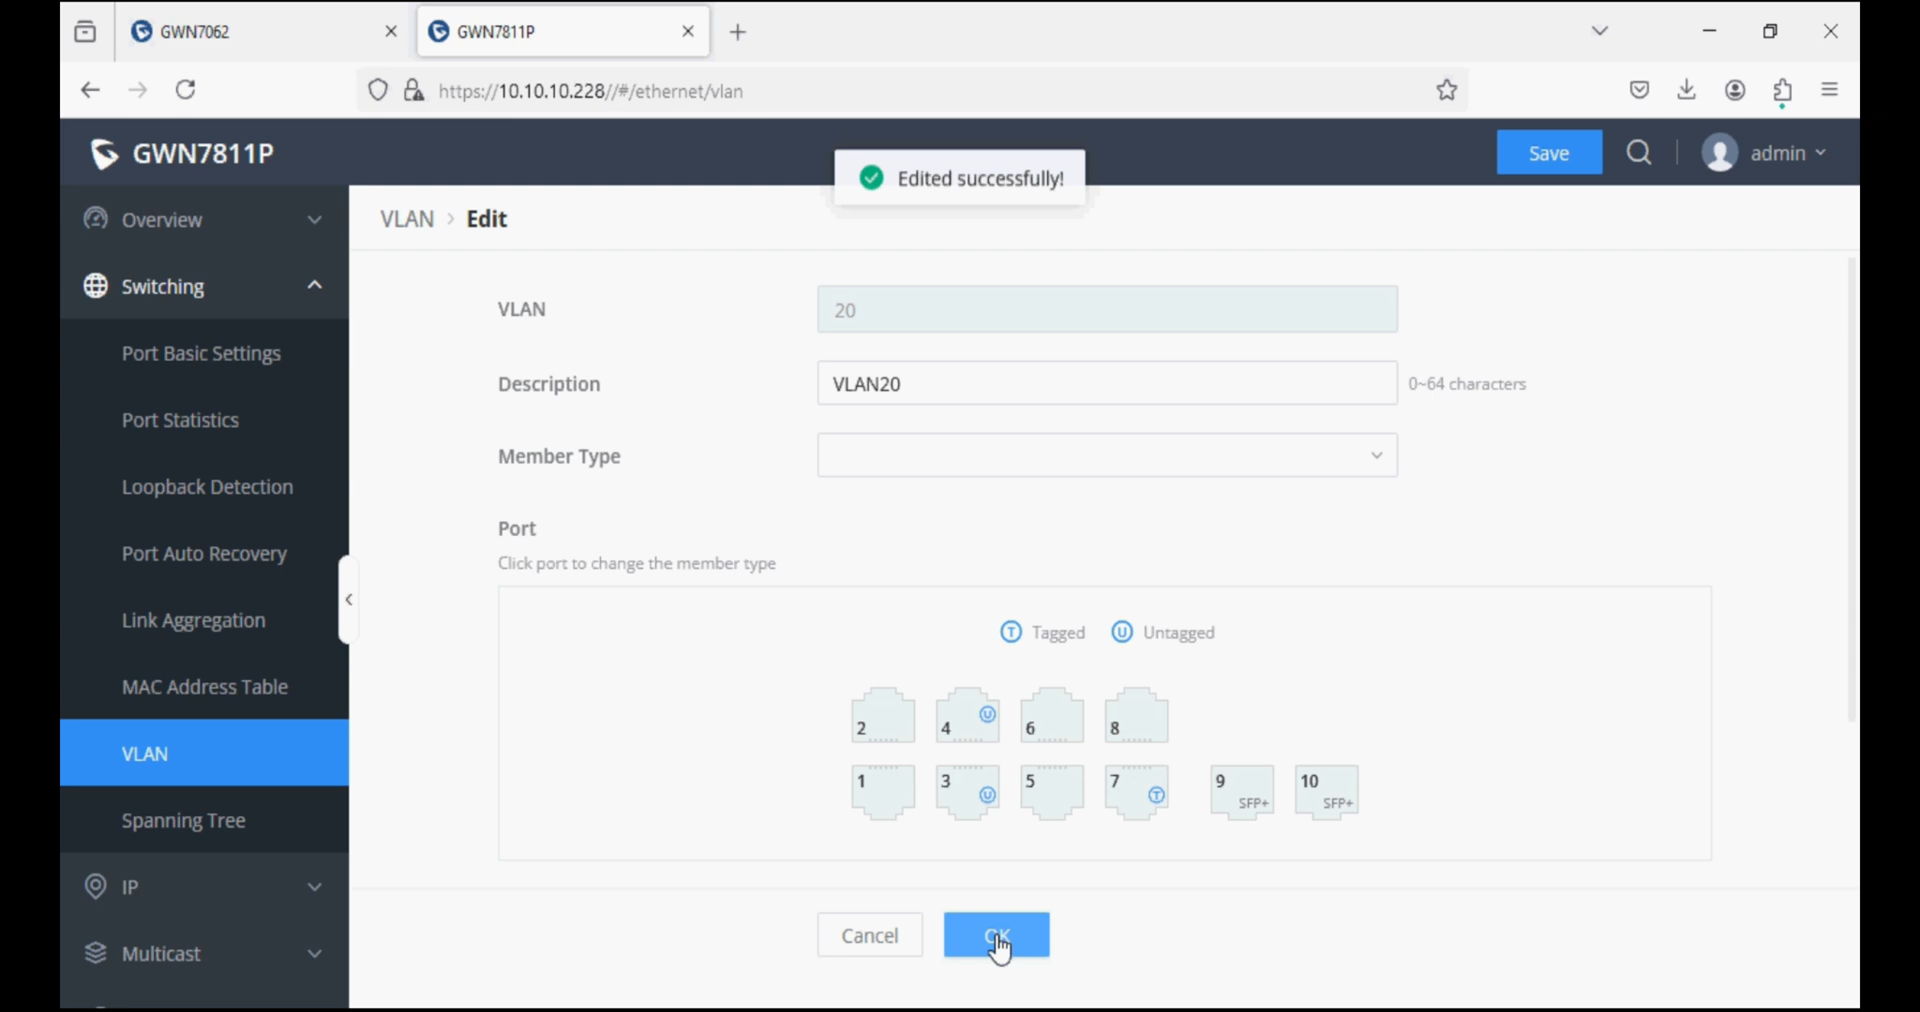 GWN7062
GWN7811P
https://10.10.10.228//#/ethernet/vlan
GWN7811P
Edited successfully!
Save
admin
Overview
Switching
Port Basic Settings
Port Statistics
Loopback Detection
Port Auto Recovery
Link Aggregation
MAC Address Table
VLAN
Spanning Tree
IP
Multicast
VLAN > Edit
VLAN
20
Description
VLAN20
0~64 characters
Member Type
Port
Click port to change the member type
T Tagged U Untagged
2 4 U 6 8
1 3 U 5 7 T 9 SFP+ 10 SFP+
Cancel
OK